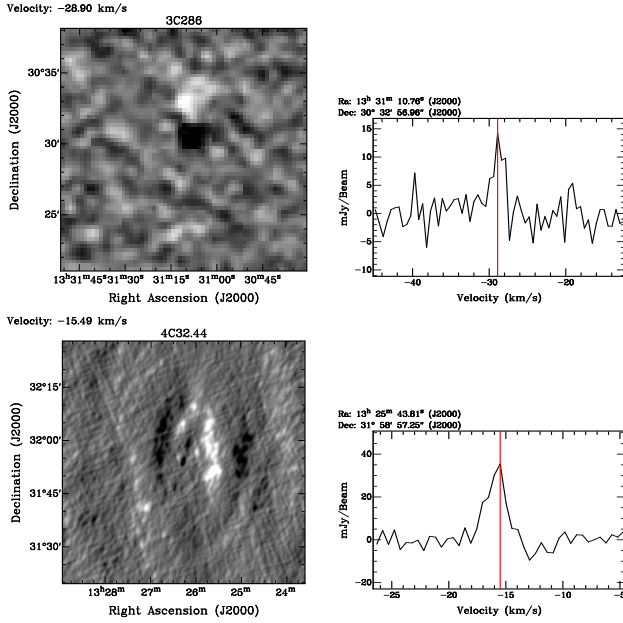 Velocity: -28.90 km/s
3C286
30°35′
30′
25′
Declination (J2000)
13ʰ31ᵐ45ˢ 31ᵐ30ˢ 31ᵐ15ˢ 31ᵐ00ˢ 30ᵐ45ˢ
Right Ascension (J2000)
Ra: 13ʰ 31ᵐ 10.76ˢ (J2000)
Dec: 30° 32′ 56.96″ (J2000)
15
10
5
0
-5
-10
mJy/Beam
-40 -30 -20
Velocity (km/s)
Velocity: -15.49 km/s
4C32.44
32°15′
32°00′
31°45′
31°30′
Declination (J2000)
13ʰ28ᵐ 27ᵐ 26ᵐ 25ᵐ 24ᵐ
Right Ascension (J2000)
Ra: 13ʰ 25ᵐ 43.81ˢ (J2000)
Dec: 31° 58′ 57.25″ (J2000)
40
20
0
-20
mJy/Beam
-25 -20 -15 -10 -5
Velocity (km/s)